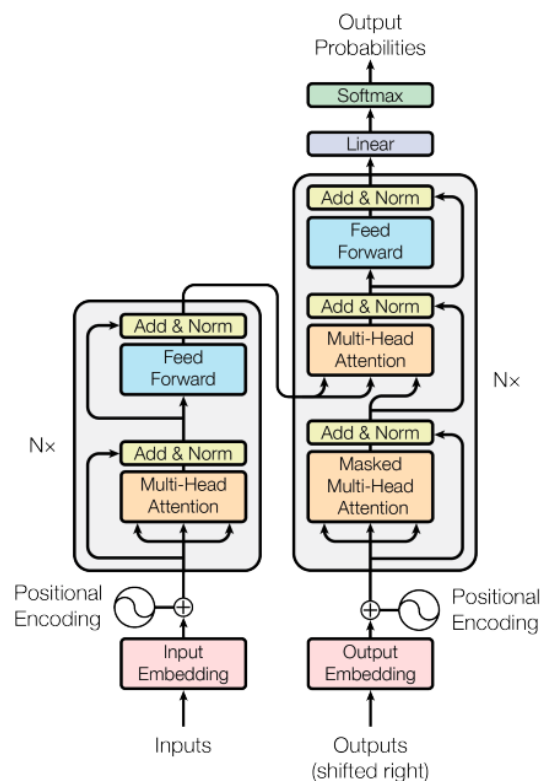 Output
Probabilities
Softmax
Linear
Add & Norm
Feed
Forward
Add & Norm
Multi-Head
Attention
Add & Norm
Masked
Multi-Head
Attention
N×
Add & Norm
Feed
Forward
Add & Norm
Multi-Head
Attention
N×
Positional
Encoding
Positional
Encoding
Input
Embedding
Output
Embedding
Inputs
Outputs
(shifted right)